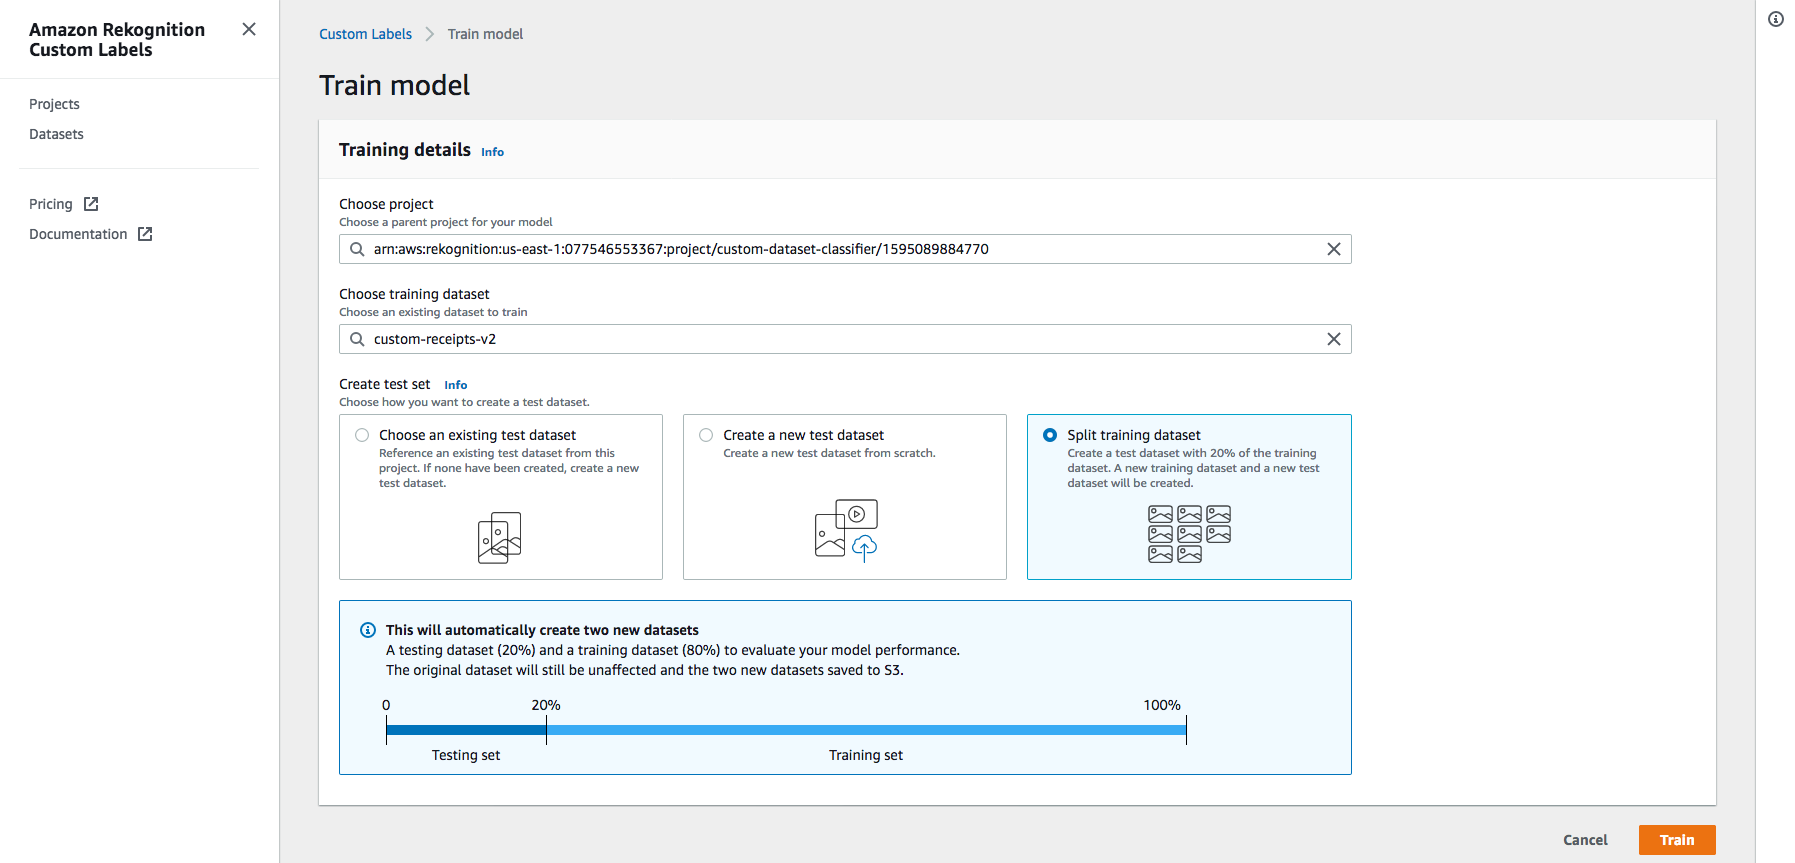 Amazon Rekognition
Custom Labels
Projects
Datasets
Pricing
Documentation
Custom Labels
Train model
Train model
Training details Info
Choose project
Choose a parent project for your model
arn:aws:rekognition:us-east-1:077546553367:project/custom-dataset-classifier/1595089884770
Choose training dataset
Choose an existing dataset to train
custom-receipts-v2
Create test set Info
Choose how you want to create a test dataset.
Choose an existing test dataset
Reference an existing test dataset from this
project. If none have been created, create a new
test dataset.
Create a new test dataset
Create a new test dataset from scratch.
Split training dataset
Create a test dataset with 20% of the training
dataset. A new training dataset and a new test
dataset will be created.
This will automatically create two new datasets
A testing dataset (20%) and a training dataset (80%) to evaluate your model performance.
The original dataset will still be unaffected and the two new datasets saved to S3.
0 20% 100%
Testing set Training set
Cancel Train